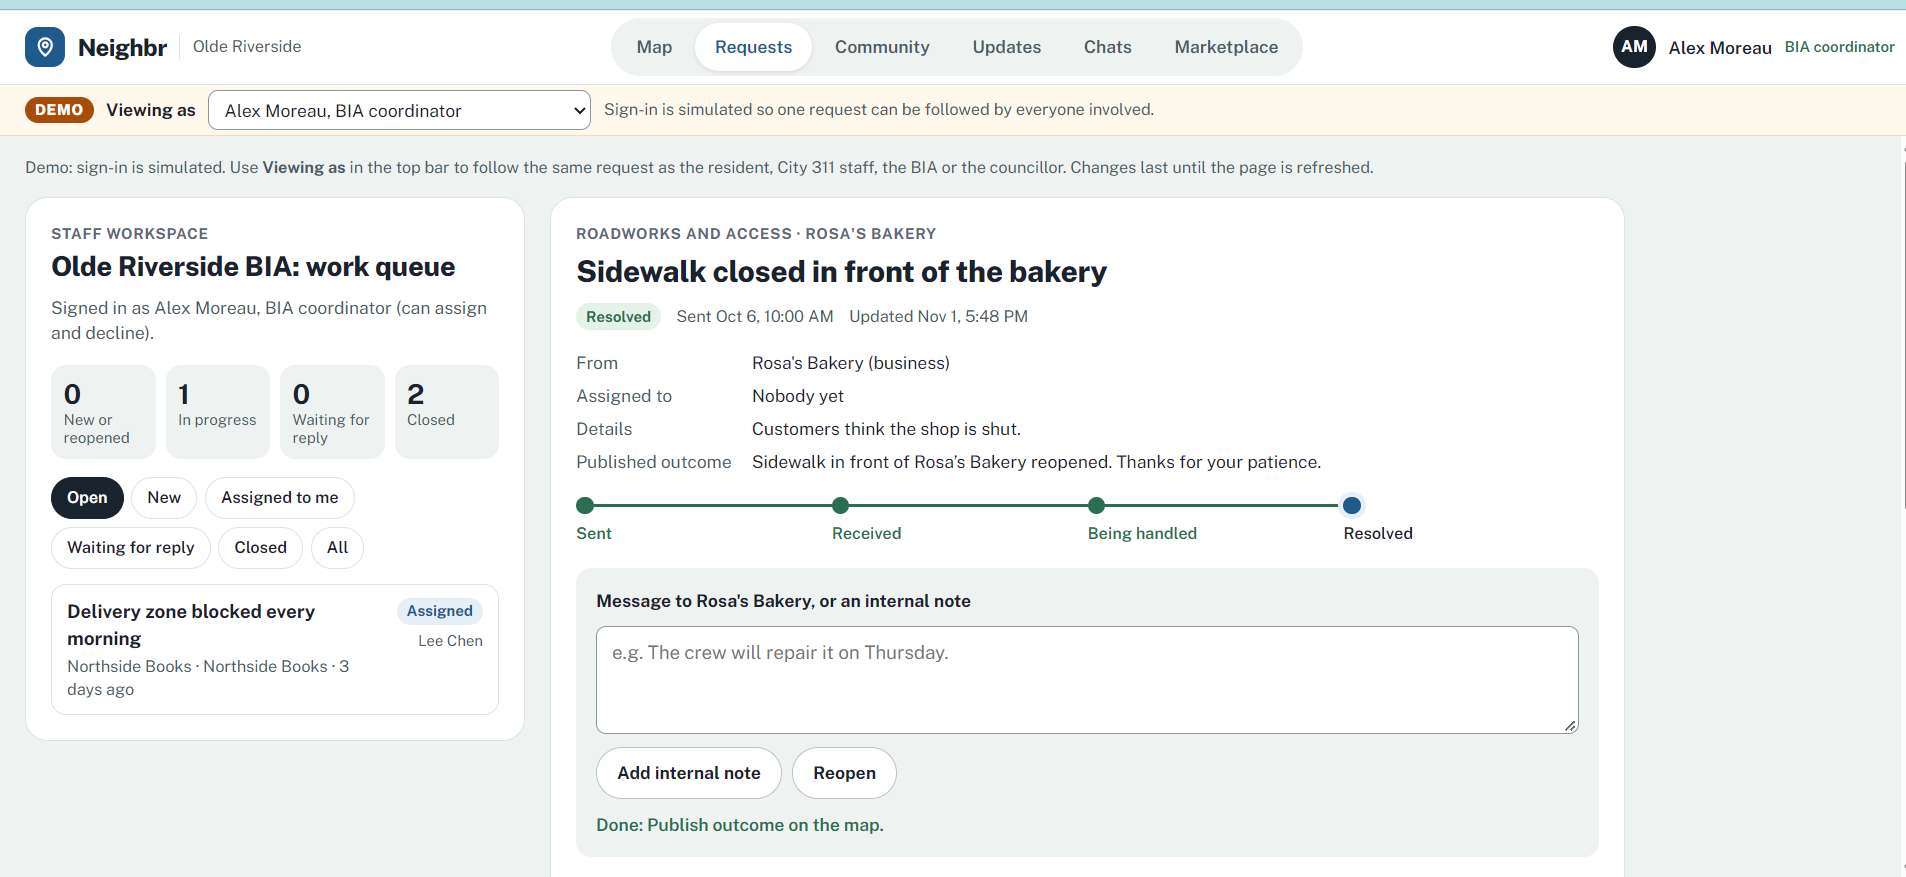 Neighbr
Olde Riverside
Map
Requests
Community
Updates
Chats
Marketplace
AM
Alex Moreau
BIA coordinator
DEMO
Viewing as
Alex Moreau, BIA coordinator
Sign-in is simulated so one request can be followed by everyone involved.
Demo: sign-in is simulated. Use Viewing as in the top bar to follow the same request as the resident, City 311 staff, the BIA or the councillor. Changes last until the page is refreshed.
STAFF WORKSPACE
Olde Riverside BIA: work queue
Signed in as Alex Moreau, BIA coordinator (can assign
and decline).
0
New or
reopened
1
In progress
0
Waiting for
reply
2
Closed
Open
New
Assigned to me
Waiting for reply
Closed
All
Delivery zone blocked every
morning
Assigned
Lee Chen
Northside Books · Northside Books · 3
days ago
ROADWORKS AND ACCESS · ROSA'S BAKERY
Sidewalk closed in front of the bakery
Resolved
Sent Oct 6, 10:00 AM
Updated Nov 1, 5:48 PM
From
Rosa's Bakery (business)
Assigned to
Nobody yet
Details
Customers think the shop is shut.
Published outcome
Sidewalk in front of Rosa’s Bakery reopened. Thanks for your patience.
Sent
Received
Being handled
Resolved
Message to Rosa's Bakery, or an internal note
e.g. The crew will repair it on Thursday.
Add internal note
Reopen
Done: Publish outcome on the map.